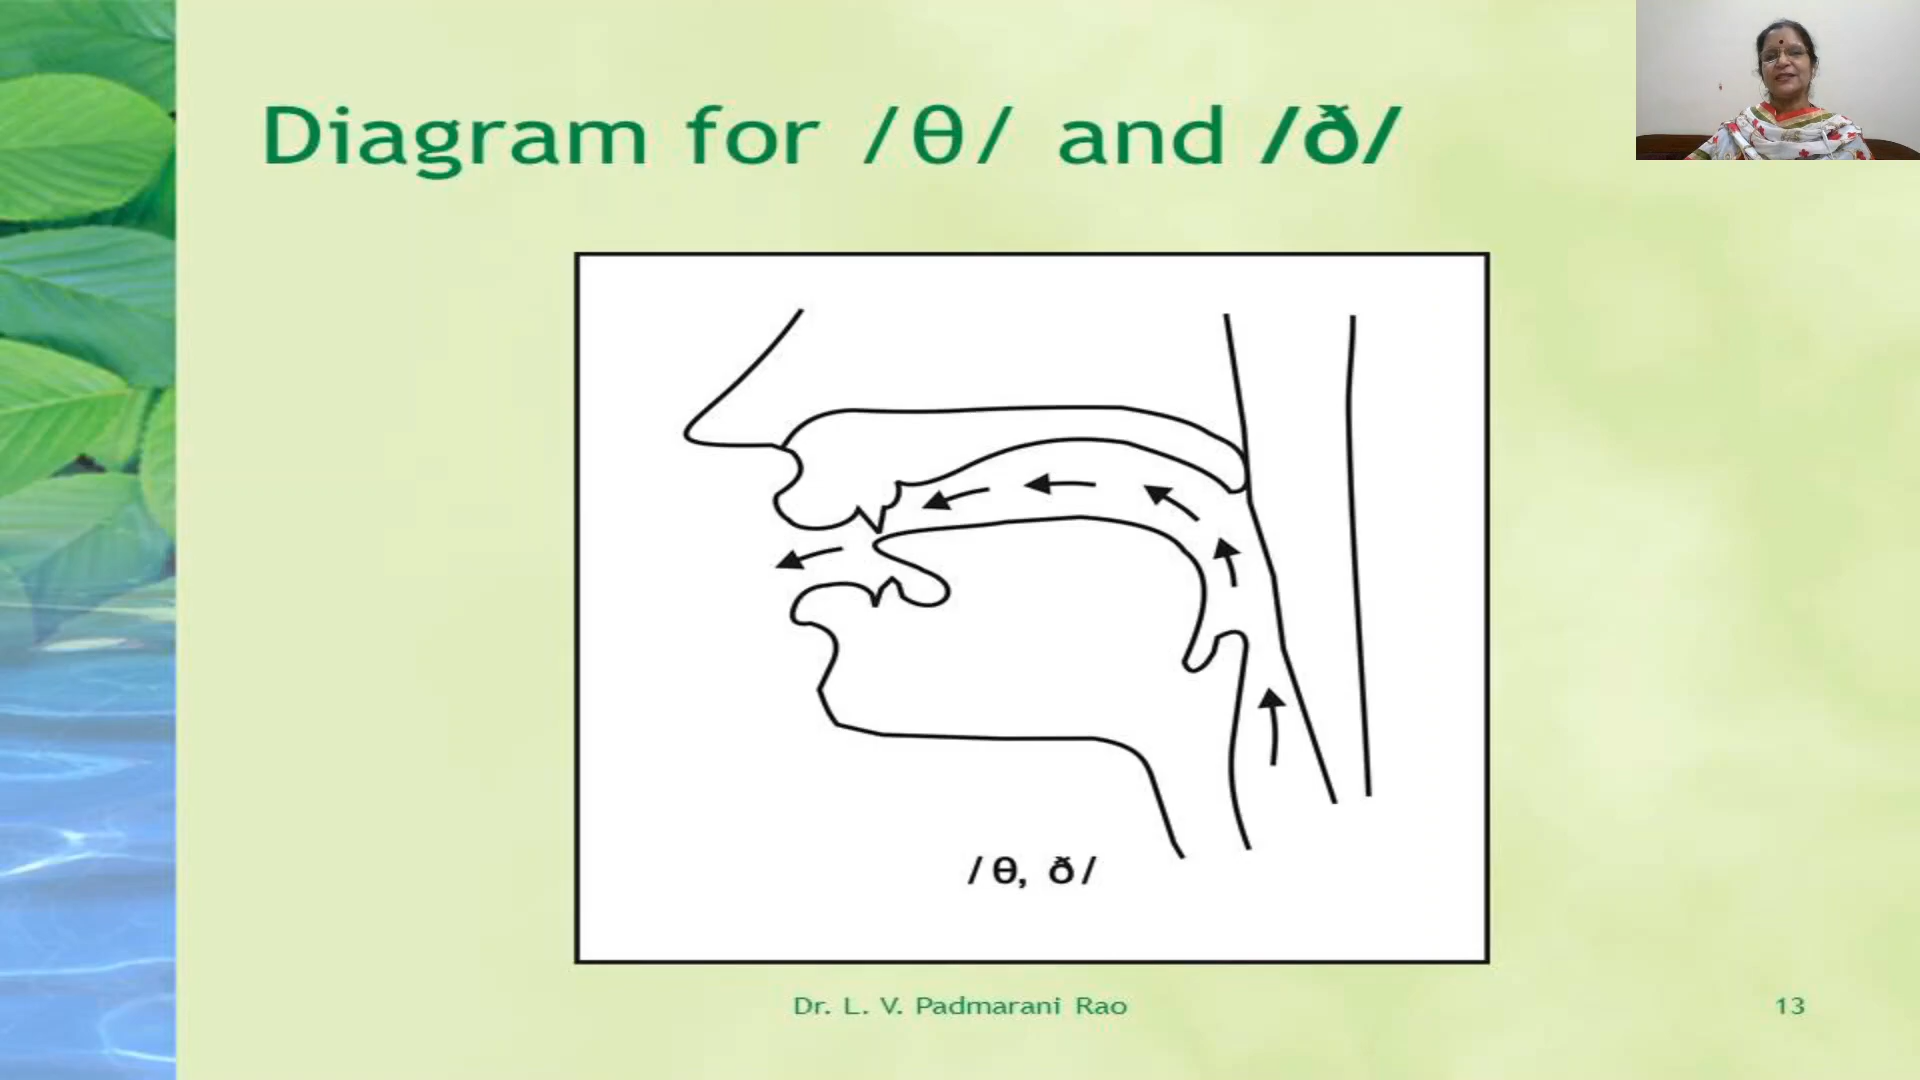 Diagram for /θ/ and /ð/
/ θ, ð /
Dr. L. V. Padmarani Rao
13